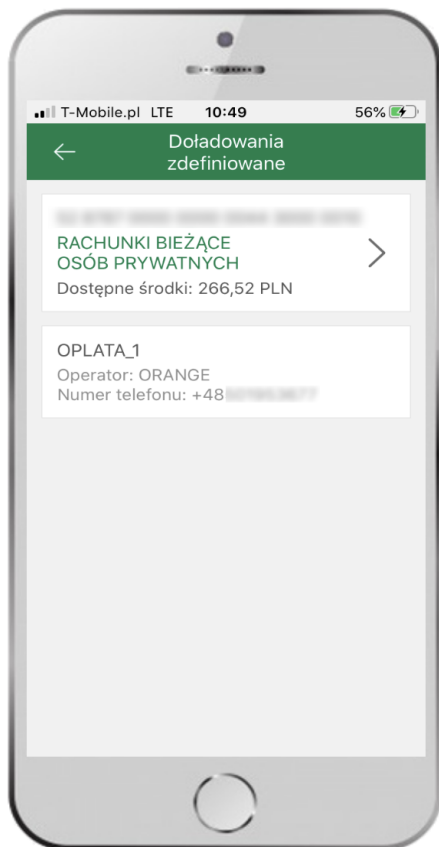 T-Mobile.pl LTE 10:49 56%
Doładowania
zdefiniowane
RACHUNKI BIEŻĄCE
OSÓB PRYWATNYCH
Dostępne środki: 266,52 PLN
OPLATA_1
Operator: ORANGE
Numer telefonu: +48